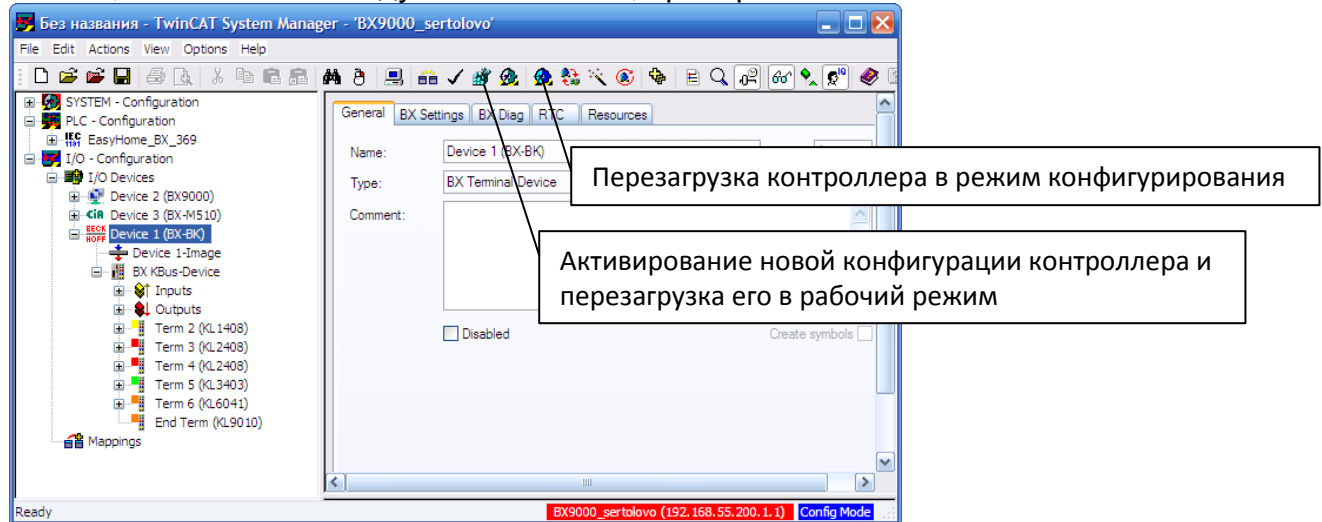 Без названия - TwinCAT System Manager - 'BX9000_sertolovo'
File Edit Actions View Options Help
SYSTEM - Configuration
PLC - Configuration
EasyHome_BX_369
I/O - Configuration
I/O Devices
Device 2 (BX9000)
Device 3 (BX-M510)
Device 1 (BX-BK)
Device 1-Image
BX KBus-Device
Inputs
Outputs
Term 2 (KL1408)
Term 3 (KL2408)
Term 4 (KL2408)
Term 5 (KL3403)
Term 6 (KL6041)
End Term (KL9010)
Mappings
General BX Settings BX Diag RTC Resources
Name: Device 1 (BX-BK)
Type: BX Terminal Device
Comment:
Disabled Create symbols
Перезагрузка контроллера в режим конфигурирования
Активирование новой конфигурации контроллера и
перезагрузка его в рабочий режим
Ready BX9000_sertolovo (192.168.55.200.1.1) Config Mode